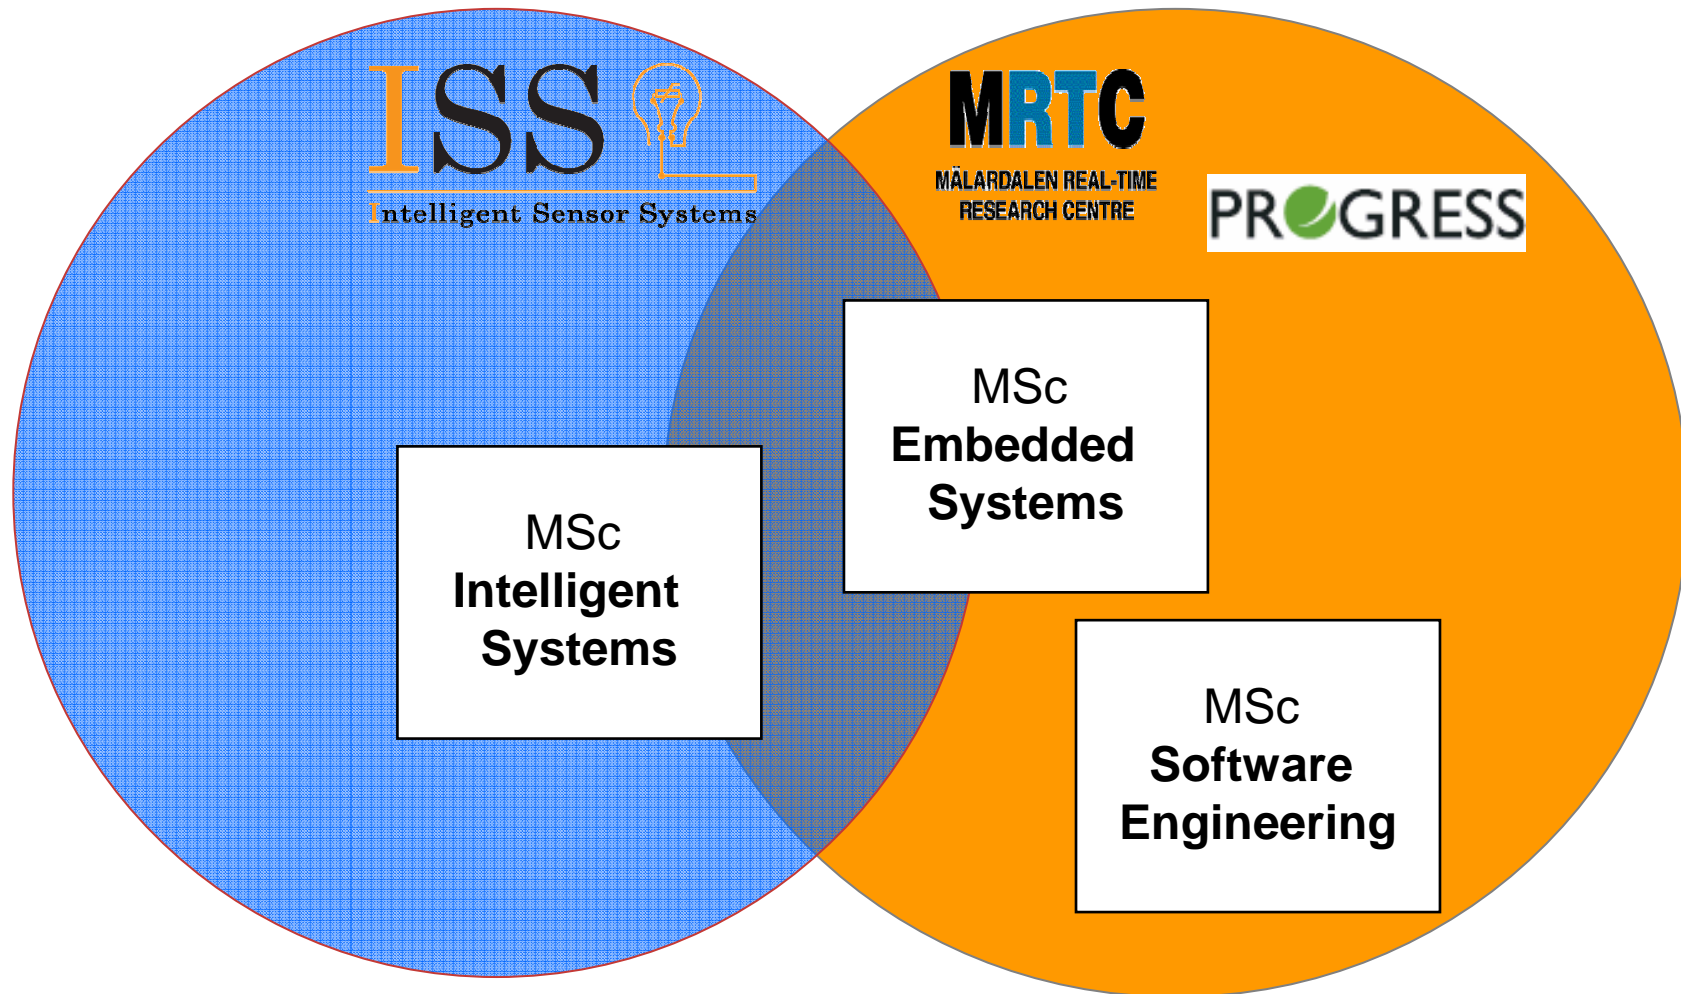 ISS
Intelligent Sensor Systems
MRTC
MÄLARDALEN REAL-TIME
RESEARCH CENTRE
PROGRESS
MSc
Embedded
Systems
MSc
Intelligent
Systems
MSc
Software
Engineering